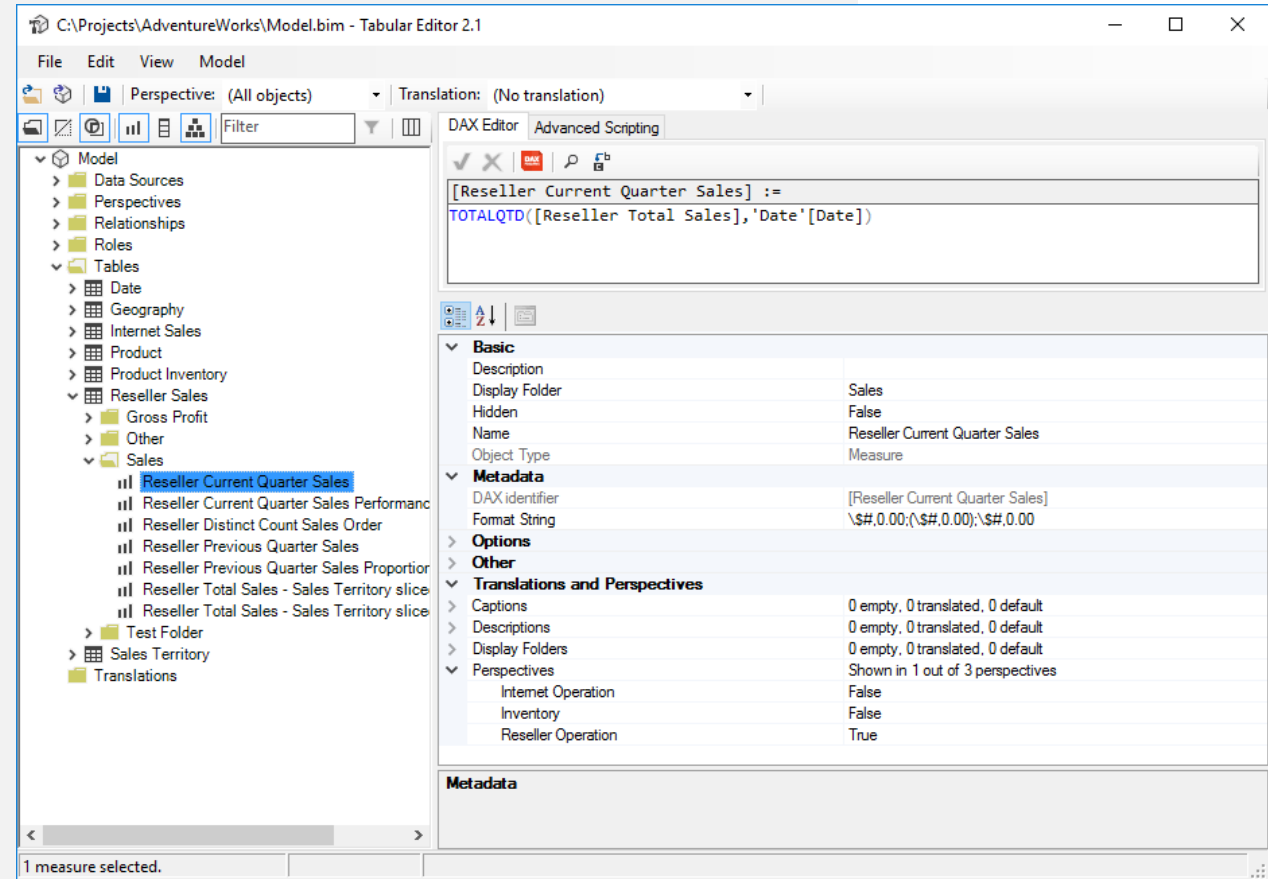 C:\Projects\AdventureWorks\Model.bim - Tabular Editor 2.1
File Edit View Model
Perspective: (All objects) Translation: (No translation)
Filter
DAX Editor Advanced Scripting
Model
Data Sources
Perspectives
Relationships
Roles
Tables
Date
Geography
Internet Sales
Product
Product Inventory
Reseller Sales
Gross Profit
Other
Sales
Reseller Current Quarter Sales
Reseller Current Quarter Sales Performanc
Reseller Distinct Count Sales Order
Reseller Previous Quarter Sales
Reseller Previous Quarter Sales Proportion
Reseller Total Sales - Sales Territory slice
Reseller Total Sales - Sales Territory slice
Test Folder
Sales Territory
Translations
DAX
[Reseller Current Quarter Sales] :=
TOTALQTD([Reseller Total Sales],'Date'[Date])
Basic
Description
Display Folder Sales
Hidden False
Name Reseller Current Quarter Sales
Object Type Measure
Metadata
DAX identifier [Reseller Current Quarter Sales]
Format String \$#,0.00;(\$#,0.00);\$#,0.00
Options
Other
Translations and Perspectives
Captions 0 empty, 0 translated, 0 default
Descriptions 0 empty, 0 translated, 0 default
Display Folders 0 empty, 0 translated, 0 default
Perspectives Shown in 1 out of 3 perspectives
Internet Operation False
Inventory False
Reseller Operation True
Metadata
1 measure selected.